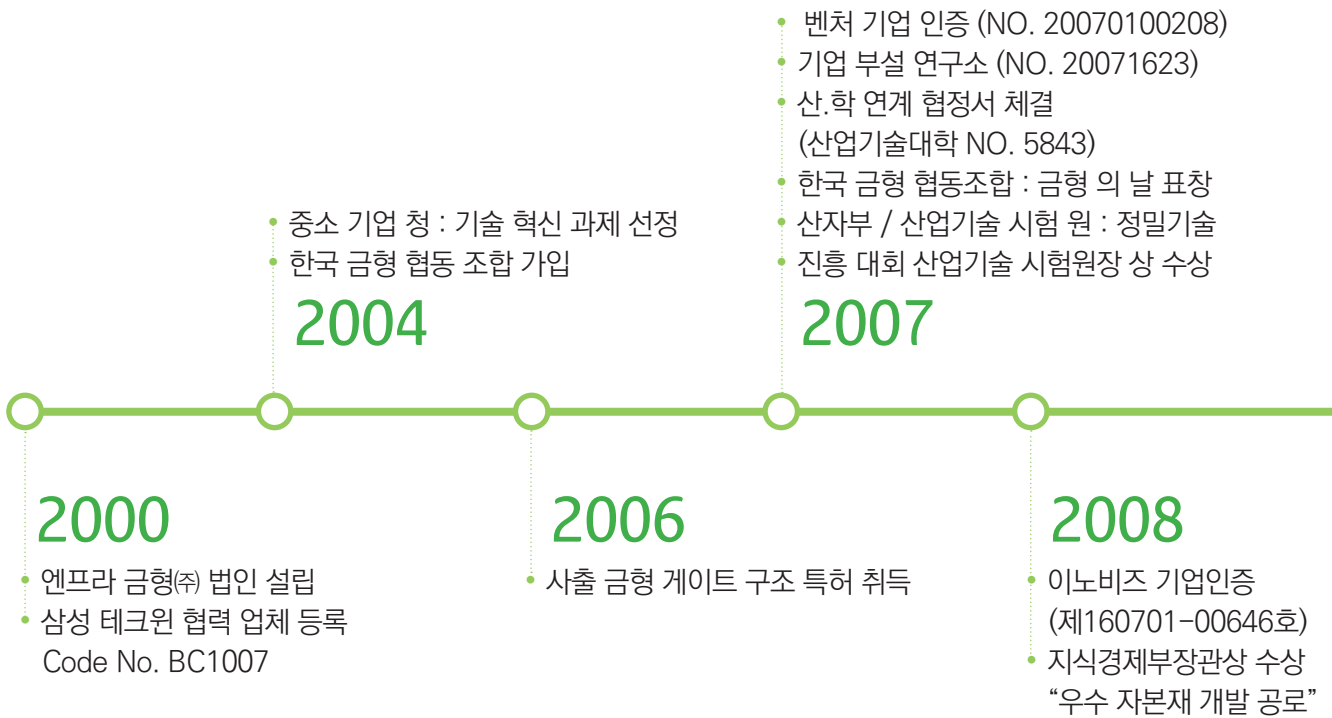 벤처 기업 인증 (NO. 20070100208)
기업 부설 연구소 (NO. 20071623)
산.학 연계 협정서 체결
(산업기술대학 NO. 5843)
한국 금형 협동조합 : 금형 의 날 표창
산자부 / 산업기술 시험 원 : 정밀기술
진흥 대회 산업기술 시험원장 상 수상
2007
중소 기업 청 : 기술 혁신 과제 선정
한국 금형 협동 조합 가입
2004
2000
엔프라 금형㈜ 법인 설립
삼성 테크윈 협력 업체 등록
Code No. BC1007
2006
사출 금형 게이트 구조 특허 취득
2008
이노비즈 기업인증
(제160701-00646호)
지식경제부장관상 수상
“우수 자본재 개발 공로”